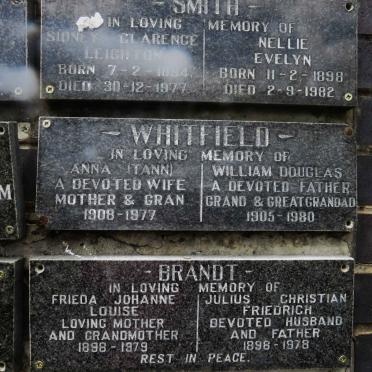 SMITH
IN LOVING MEMORY OF
SIDNEY CLARENCE NELLIE
LEIGHTON EVELYN
BORN 7-2-1894 BORN 11-2-1898
DIED 30-12-1977 DIED 2-9-1982
- WHITFIELD -
IN LOVING MEMORY OF
ANNA (TANN) WILLIAM DOUGLAS
A DEVOTED WIFE A DEVOTED FATHER
MOTHER & GRAN GRAND & GREATGRANDAD
1908-1977 1905-1980
M
- BRANDT -
IN LOVING MEMORY OF
FRIEDA JOHANNE JULIUS CHRISTIAN
LOUISE FRIEDRICH
LOVING MOTHER DEVOTED HUSBAND
AND GRANDMOTHER AND FATHER
1898-1979 1898-1978
REST IN PEACE.